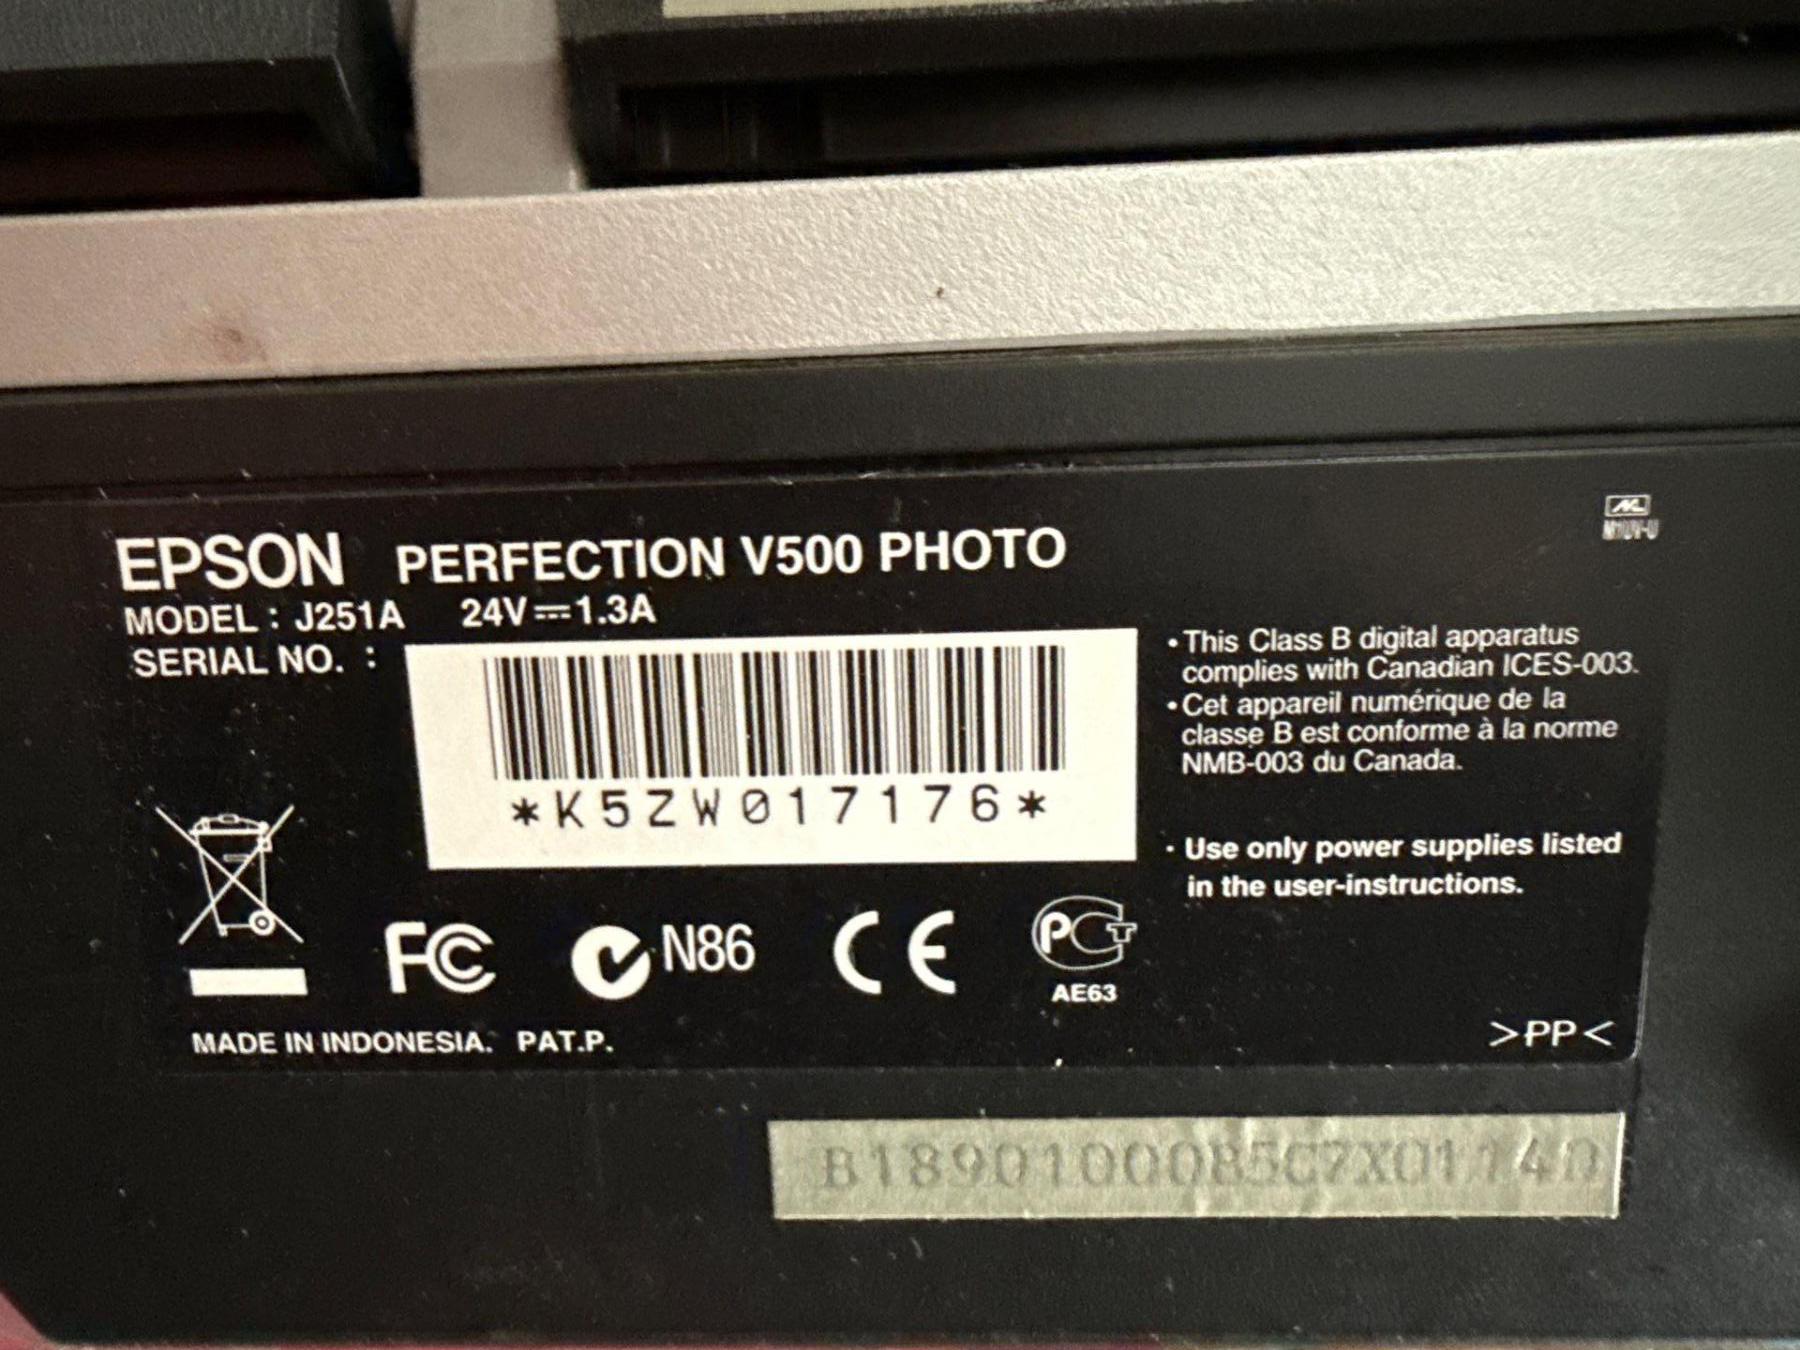 EPSON PERFECTION V500 PHOTO
MODEL : J251A 24V⎓1.3A
SERIAL NO. :
*K5ZW017176*
• This Class B digital apparatus
complies with Canadian ICES-003.
• Cet appareil numérique de la
classe B est conforme à la norme
NMB-003 du Canada.
· Use only power supplies listed
in the user-instructions.
FC N86 CE PCT
AE63
MADE IN INDONESIA. PAT.P.
>PP<